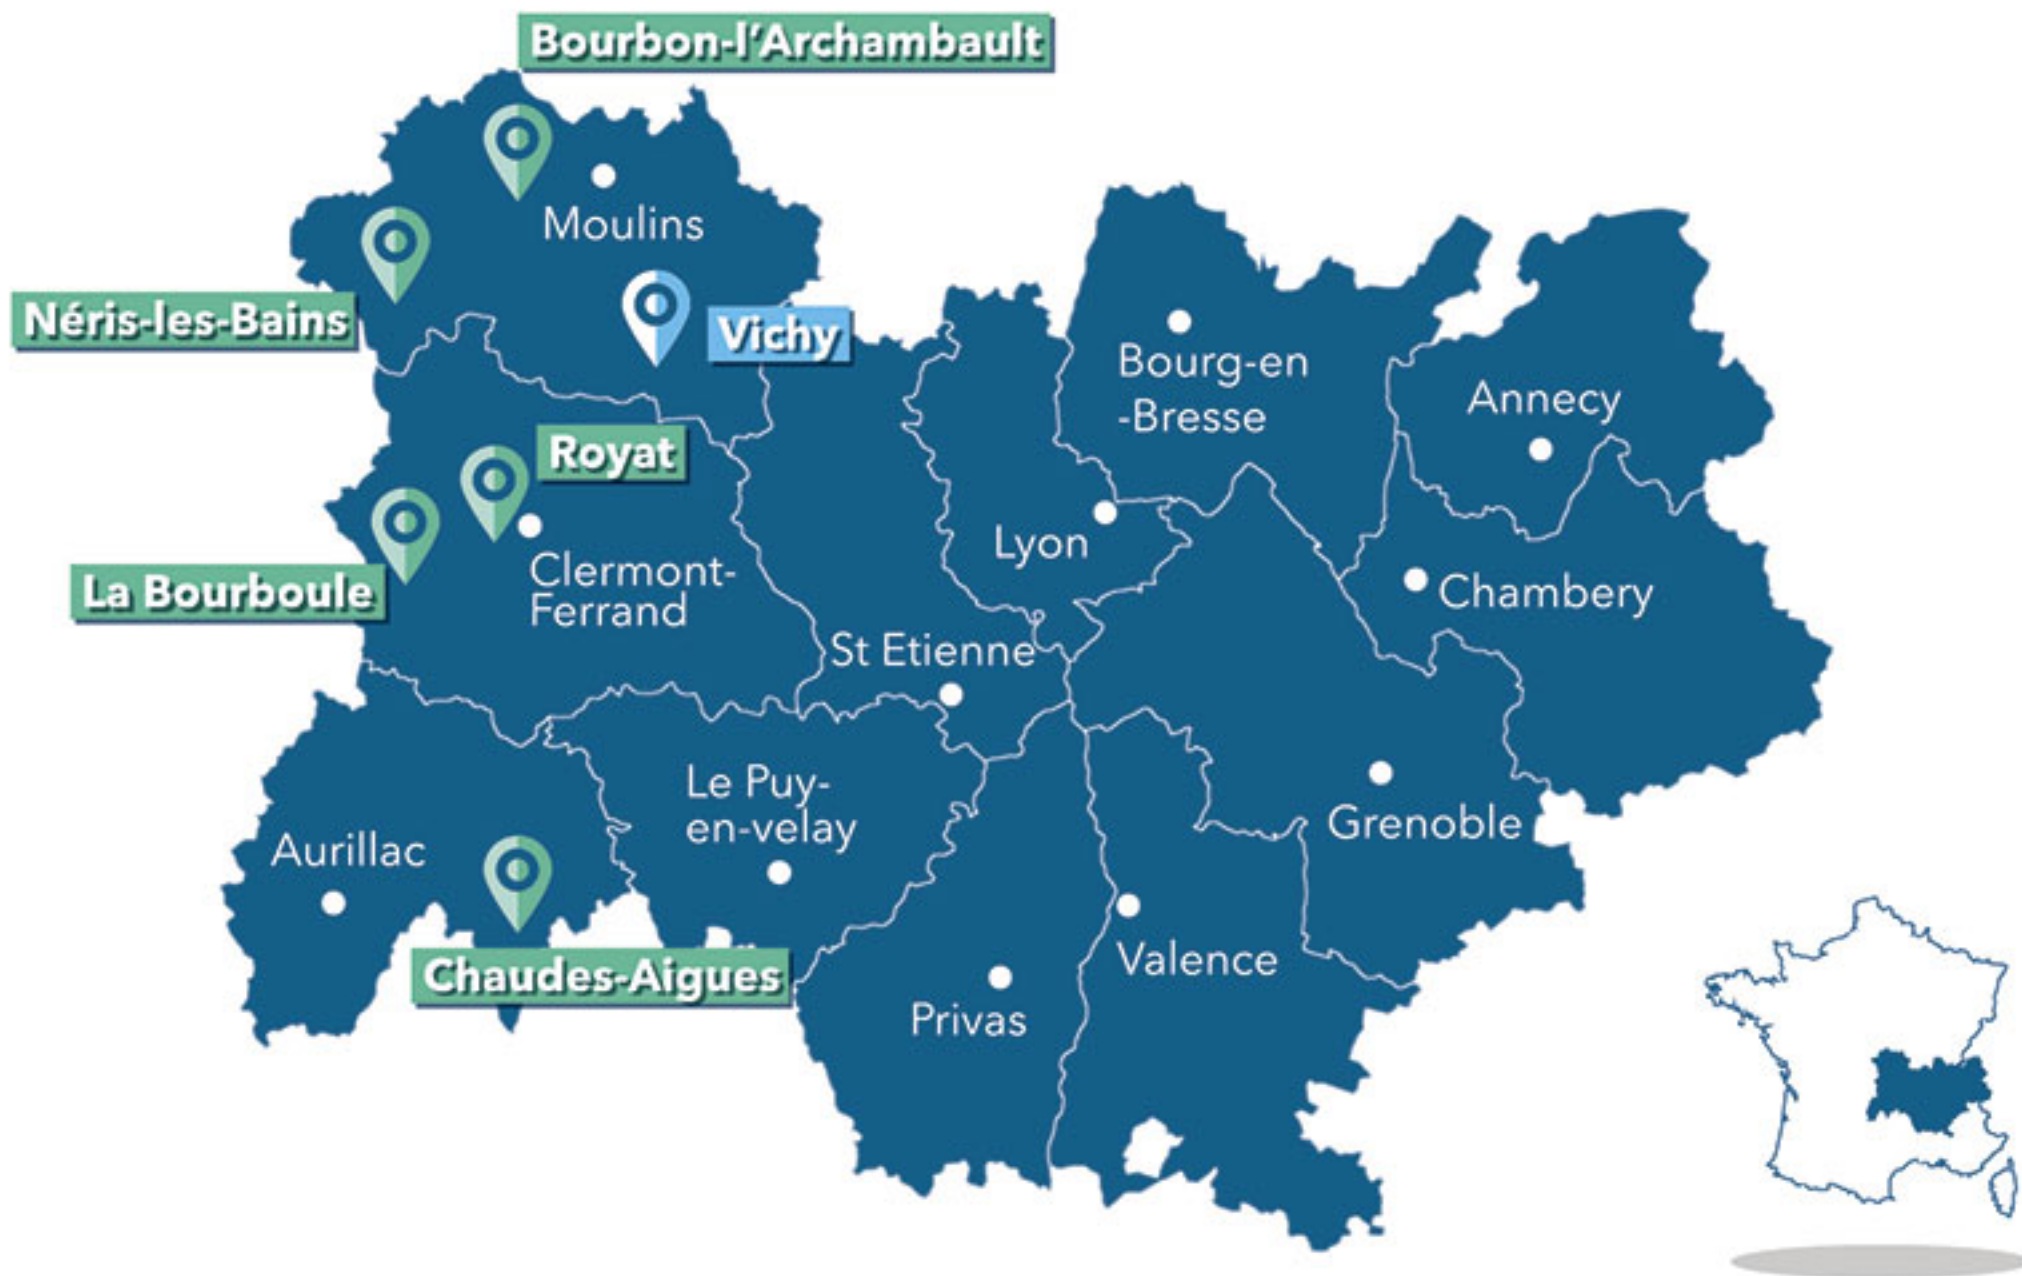 Bourbon-l'Archambault
Moulins
Néris-les-Bains
Vichy
Bourg-en
-Bresse
Annecy
Royat
Lyon
Clermont-
Ferrand
La Bourboule
Chambery
St Etienne
Le Puy-
en-velay
Grenoble
Aurillac
Chaudes-Aigues
Valence
Privas